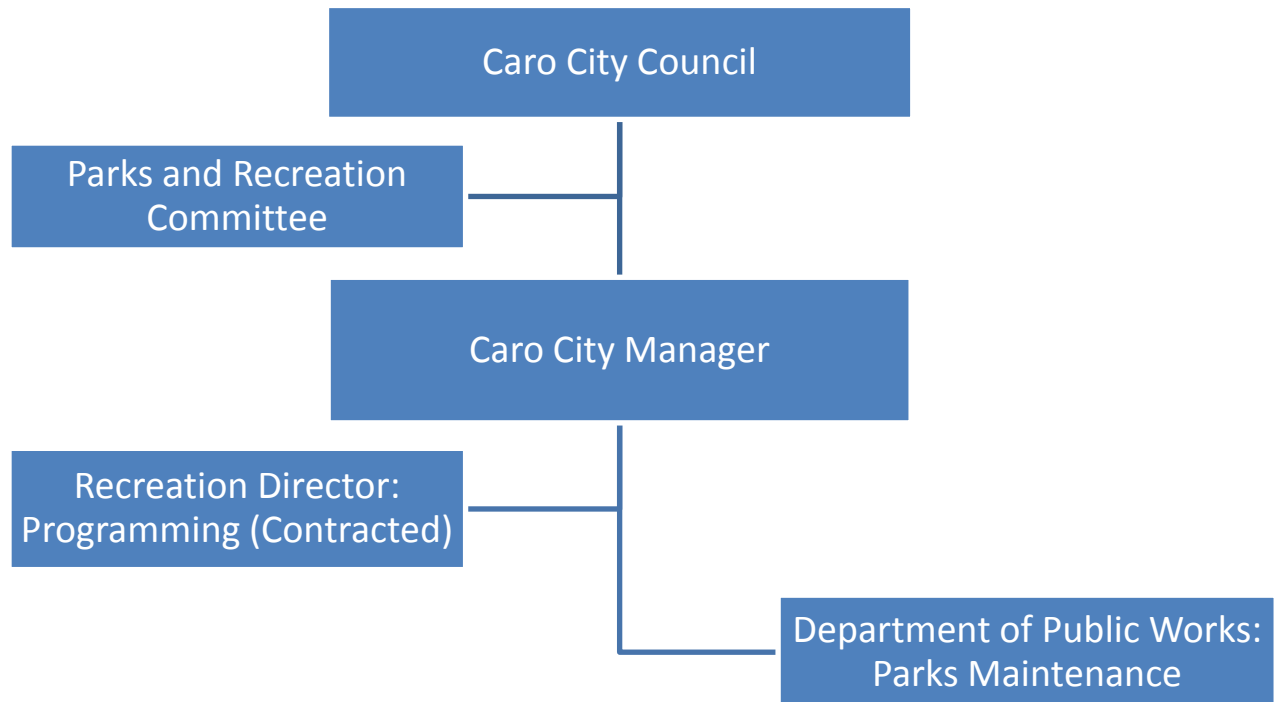 Caro City Council
Parks and Recreation
Committee
Caro City Manager
Recreation Director:
Programming (Contracted)
Department of Public Works:
Parks Maintenance